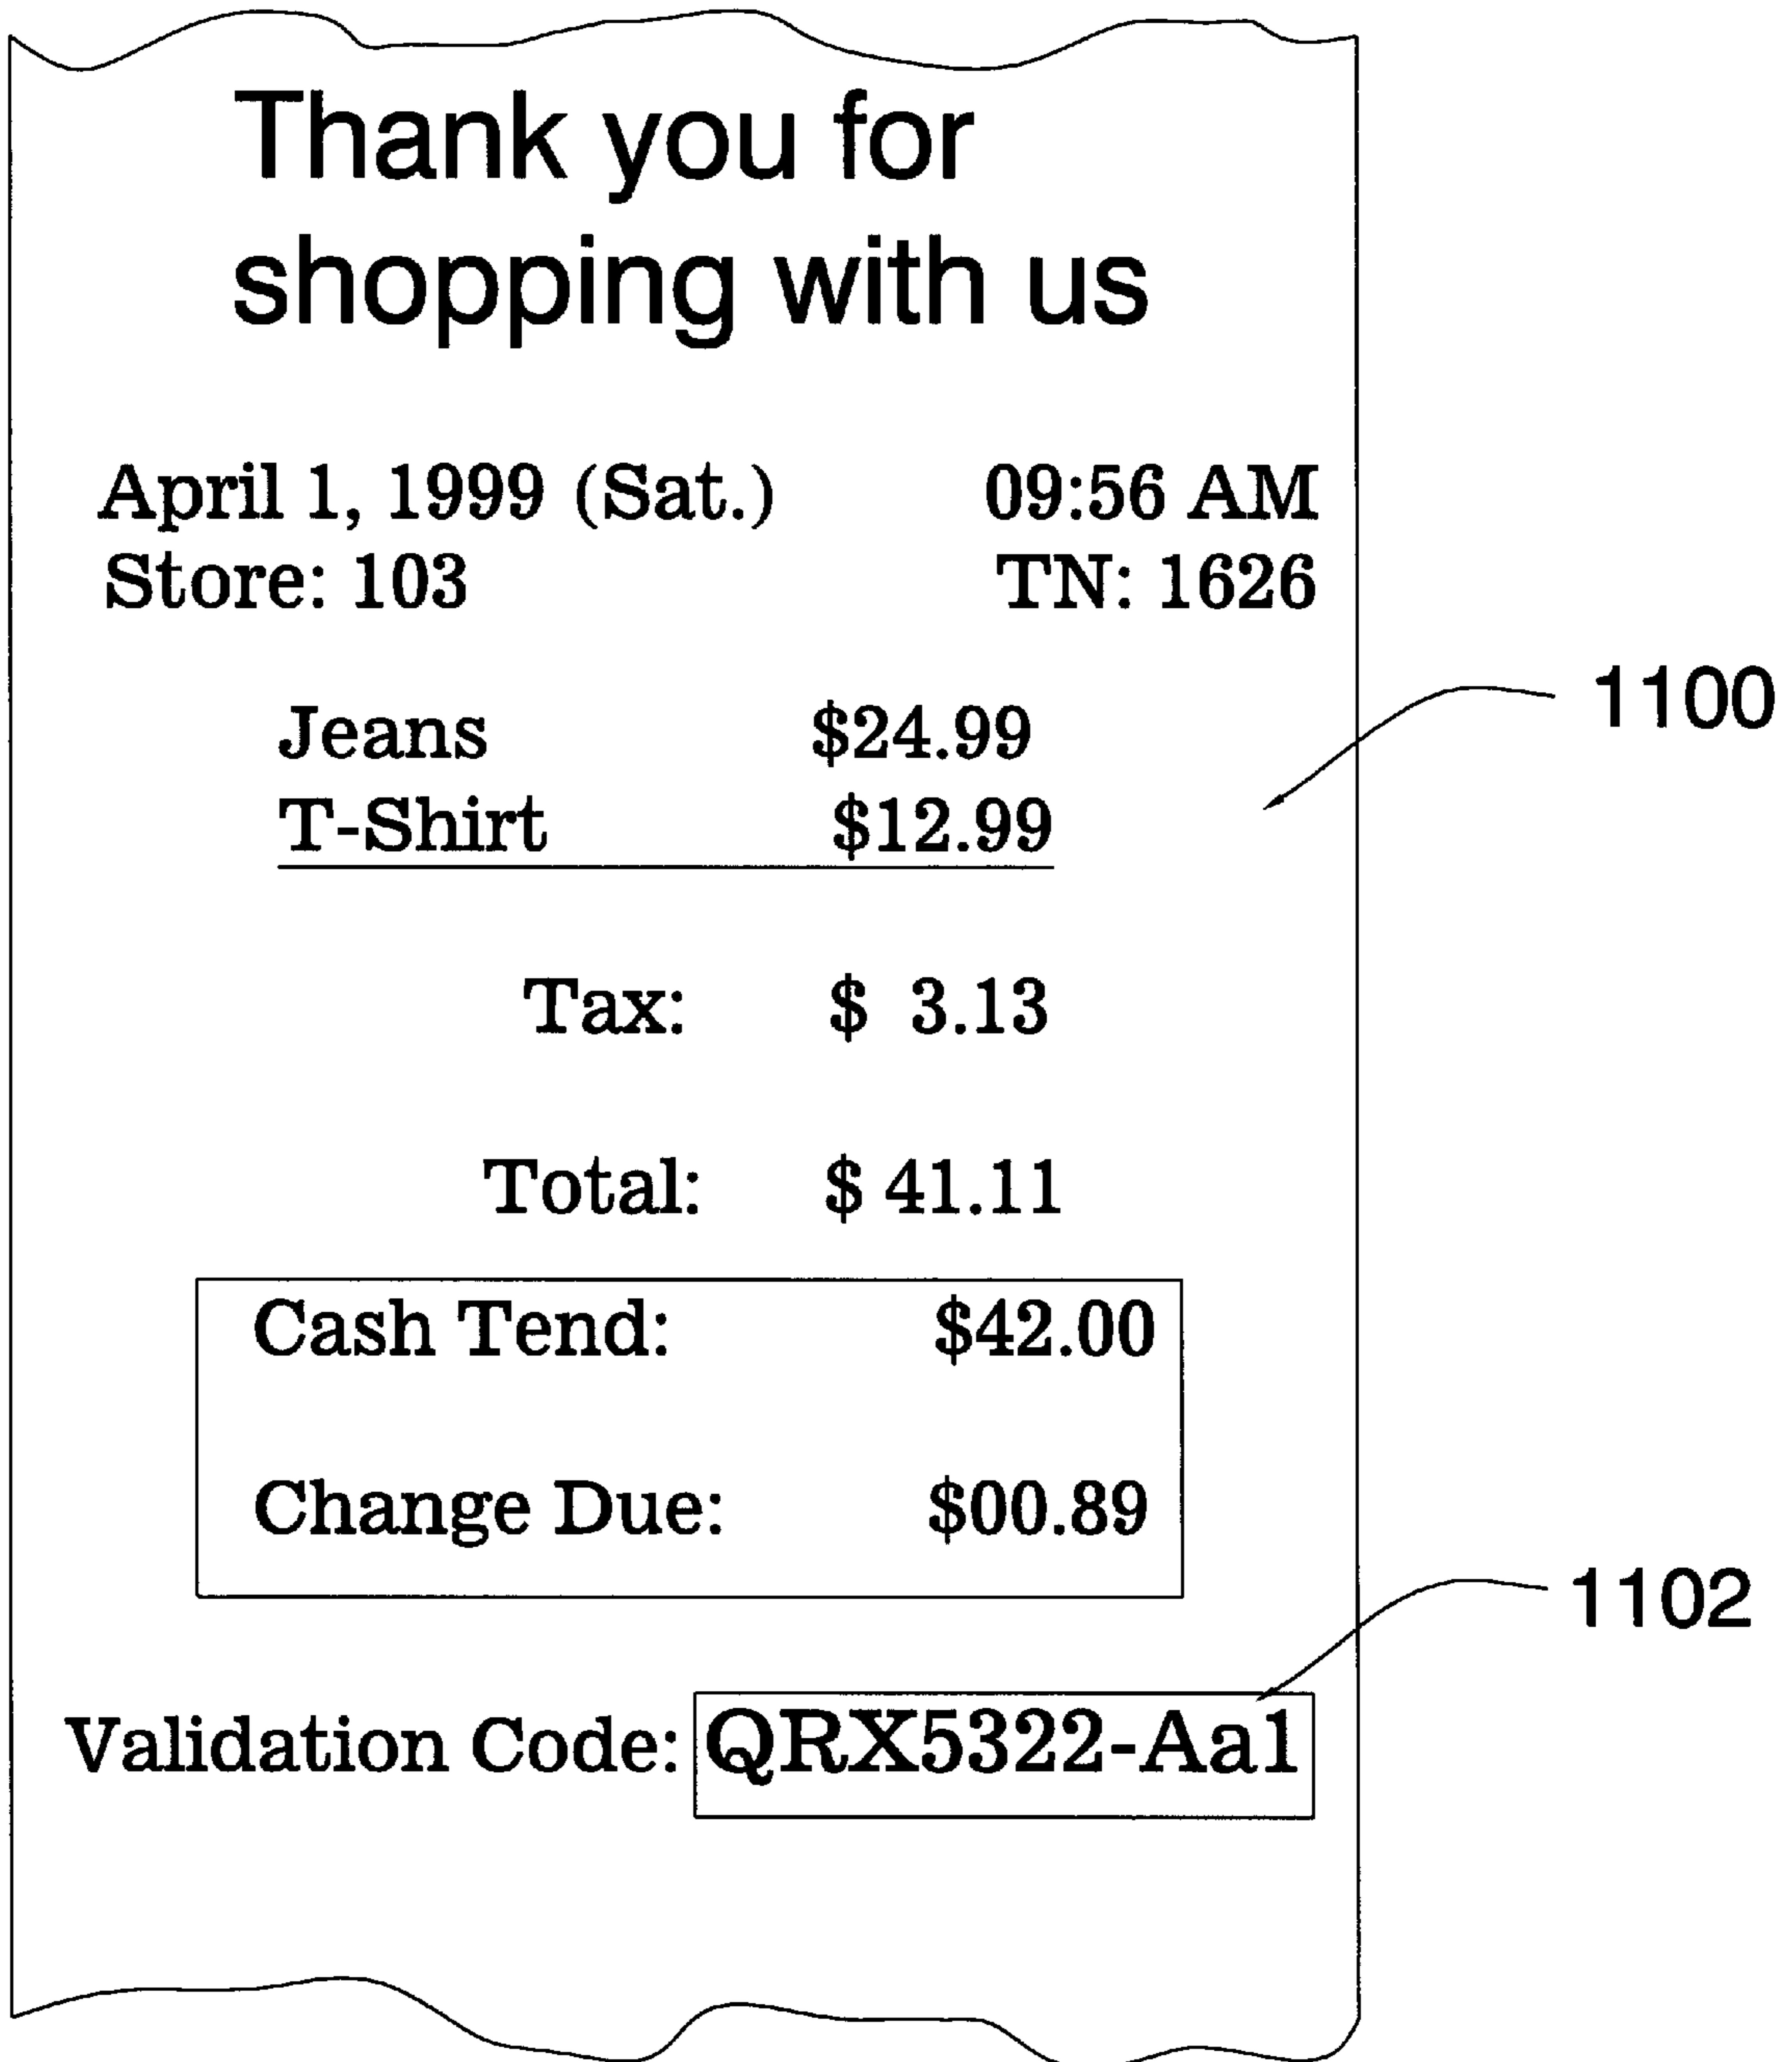 Thank you for
shopping with us
April 1, 1999 (Sat.) 09:56 AM
Store: 103 TN: 1626
1100
Jeans $24.99
T-Shirt $12.99
Tax: $ 3.13
Total: $ 41.11
Cash Tend: $42.00
Change Due: $00.89
1102
Validation Code: QRX5322-Aa1